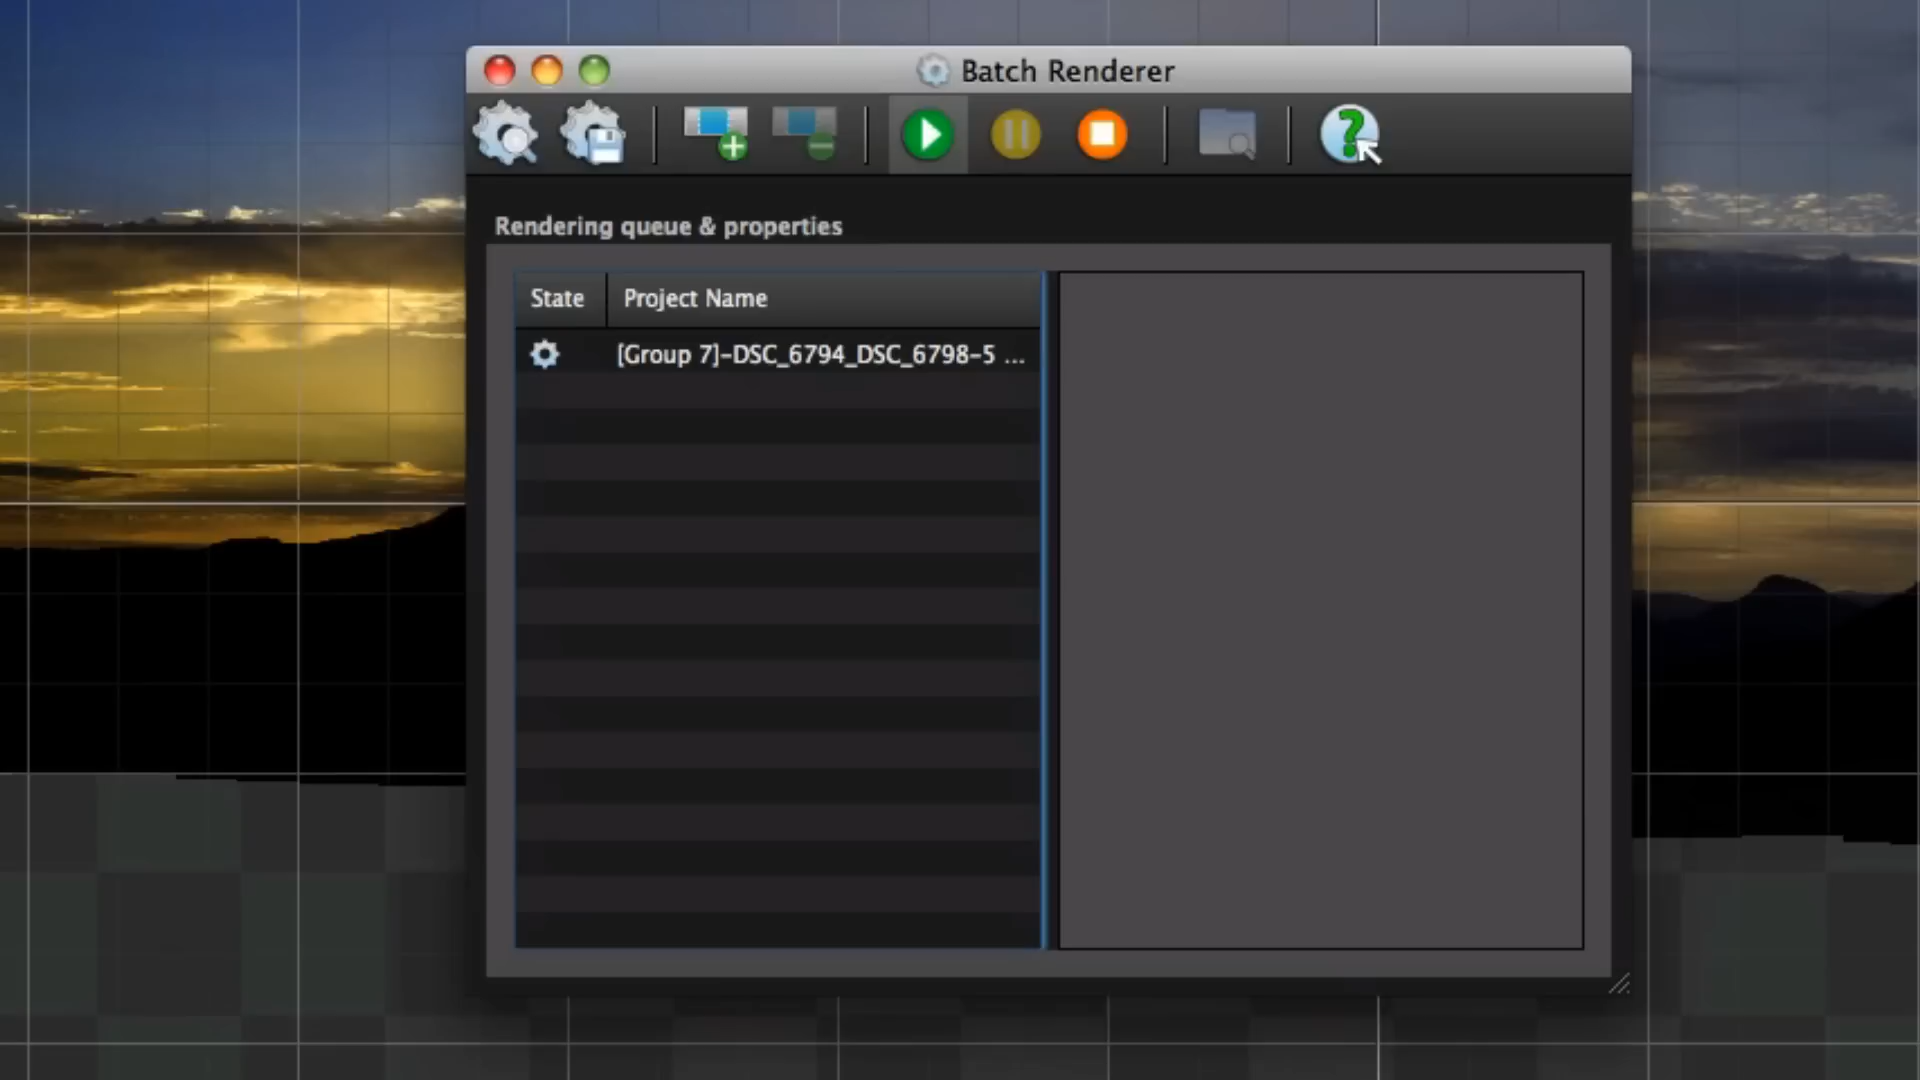 Batch Renderer
Rendering queue & properties
State Project Name
[Group 7]-DSC_6794_DSC_6798-5 ...